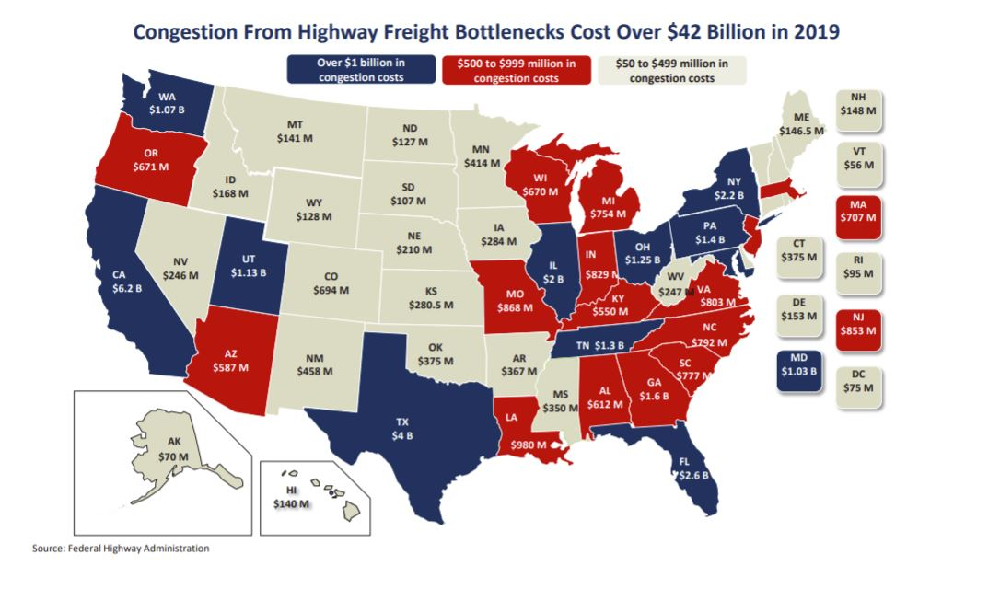 Congestion From Highway Freight Bottlenecks Cost Over $42 Billion in 2019
Over $1 billion in
congestion costs
$500 to $999 million in
congestion costs
$50 to $499 million in
congestion costs
WA
$1.07 B
OR
$671 M
CA
$6.2 B
NV
$246 M
ID
$168 M
MT
$141 M
WY
$128 M
UT
$1.13 B
AZ
$587 M
CO
$694 M
NM
$458 M
ND
$127 M
SD
$107 M
NE
$210 M
KS
$280.5 M
OK
$375 M
TX
$4 B
MN
$414 M
IA
$284 M
MO
$868 M
AR
$367 M
LA
$980 M
WI
$670 M
IL
$2 B
MI
$754 M
IN
$829 M
OH
$1.25 B
KY
$550 M
TN $1.3 B
MS
$350 M
AL
$612 M
GA
$1.6 B
FL
$2.6 B
SC
$777 M
NC
$792 M
VA
$803 M
WV
$247 M
PA
$1.4 B
NY
$2.2 B
ME
$146.5 M
NH
$148 M
VT
$56 M
MA
$707 M
CT
$375 M
RI
$95 M
DE
$153 M
NJ
$853 M
MD
$1.03 B
DC
$75 M
AK
$70 M
HI
$140 M
Source: Federal Highway Administration